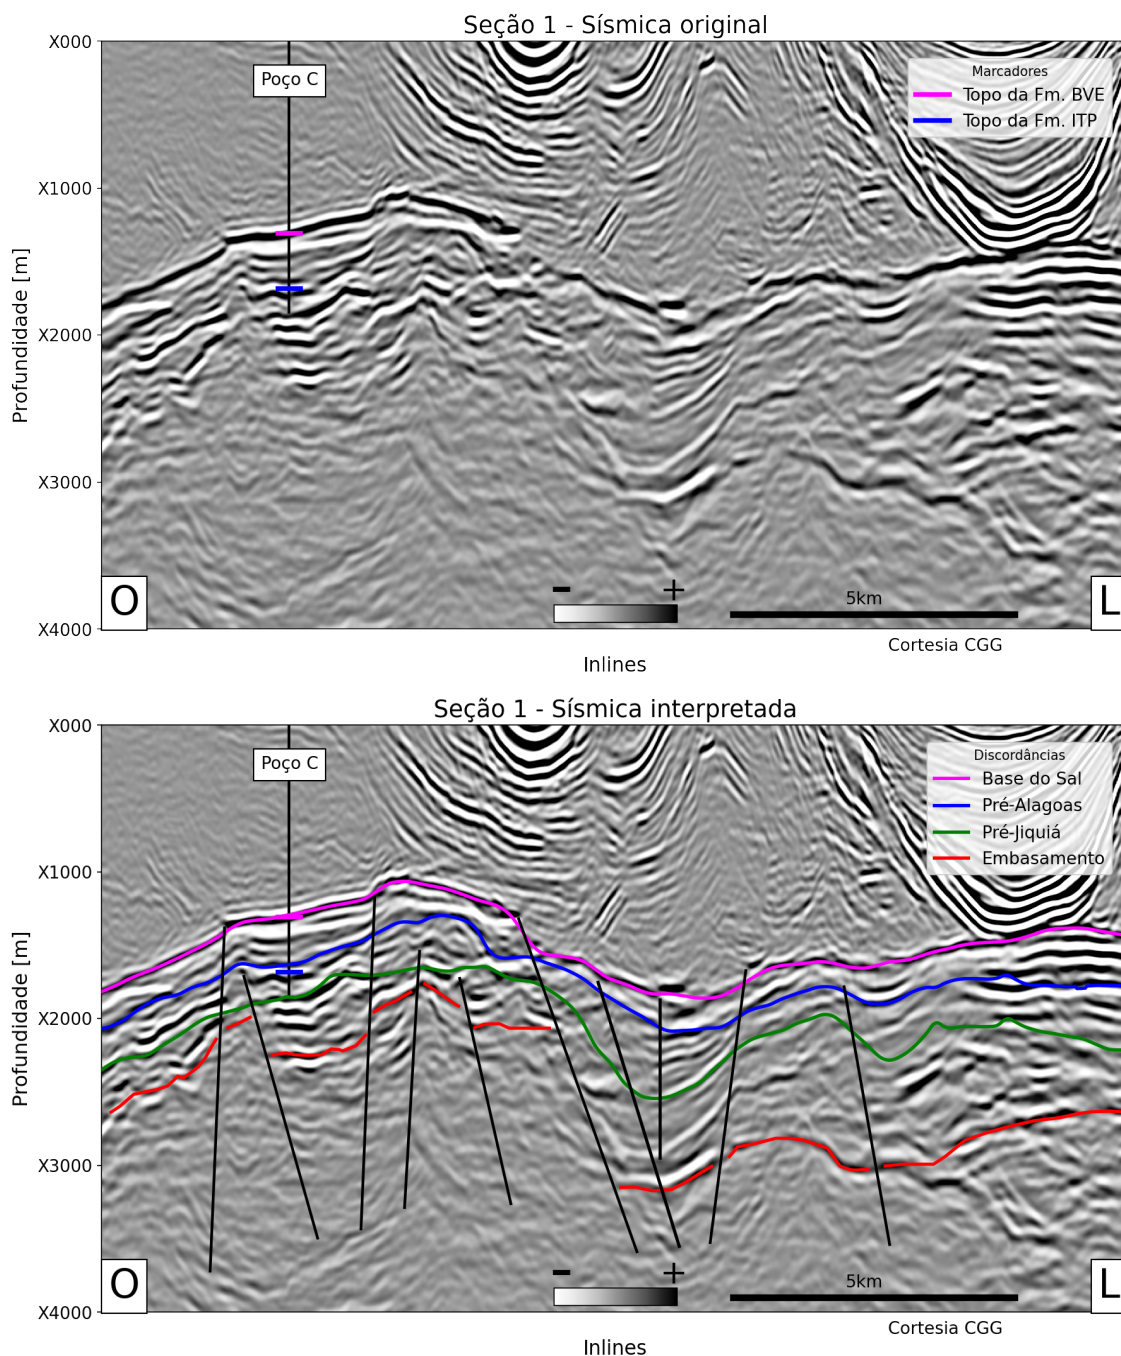 Seção 1 - Sísmica original
X000
Poço C
Marcadores
Topo da Fm. BVE
Topo da Fm. ITP
X1000
Profundidade [m]
X2000
X3000
- +
5km
O
L
X4000
Cortesia CGG
Inlines
Seção 1 - Sísmica interpretada
X000
Poço C
Discordâncias
Base do Sal
Pré-Alagoas
Pré-Jiquiá
Embasamento
X1000
Profundidade [m]
X2000
X3000
- +
5km
O
L
X4000
Cortesia CGG
Inlines